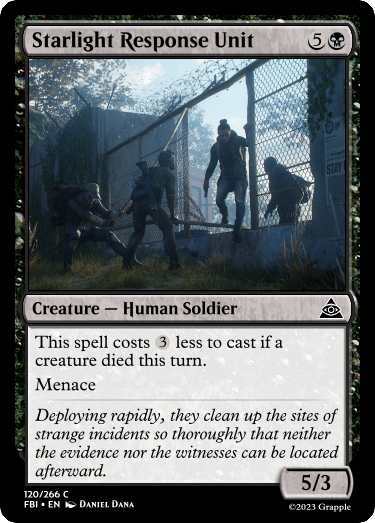 Starlight Response Unit 5
Creature — Human Soldier
This spell costs 3 less to cast if a
creature died this turn.
Menace
Deploying rapidly, they clean up the sites of
strange incidents so thoroughly that neither
the evidence nor the witnesses can be located
afterward.
5/3
120/266 C
FBI • EN Daniel Dana
©2023 Grapple
STAY